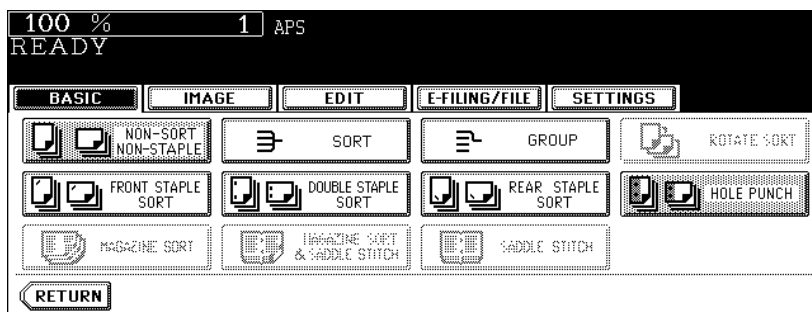 100 % 1 APS
READY
BASIC IMAGE EDIT E-FILING/FILE SETTINGS
NON-SORT
NON-STAPLE
SORT
GROUP
ROTATE SORT
FRONT STAPLE
SORT
DOUBLE STAPLE
SORT
REAR STAPLE
SORT
HOLE PUNCH
MAGAZINE SORT
MAGAZINE SORT
& SADDLE STITCH
SADDLE STITCH
RETURN